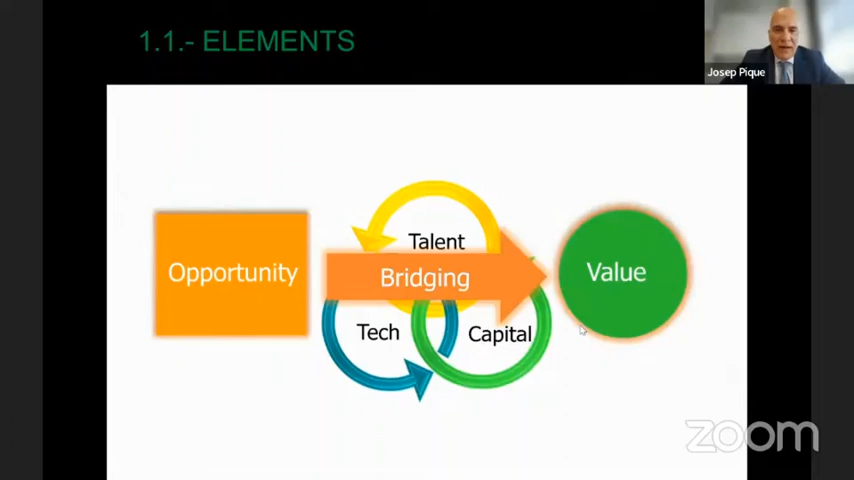 1.1.- ELEMENTS
Josep Pique
Talent
Opportunity
Bridging
Value
Tech
Capital
zoom